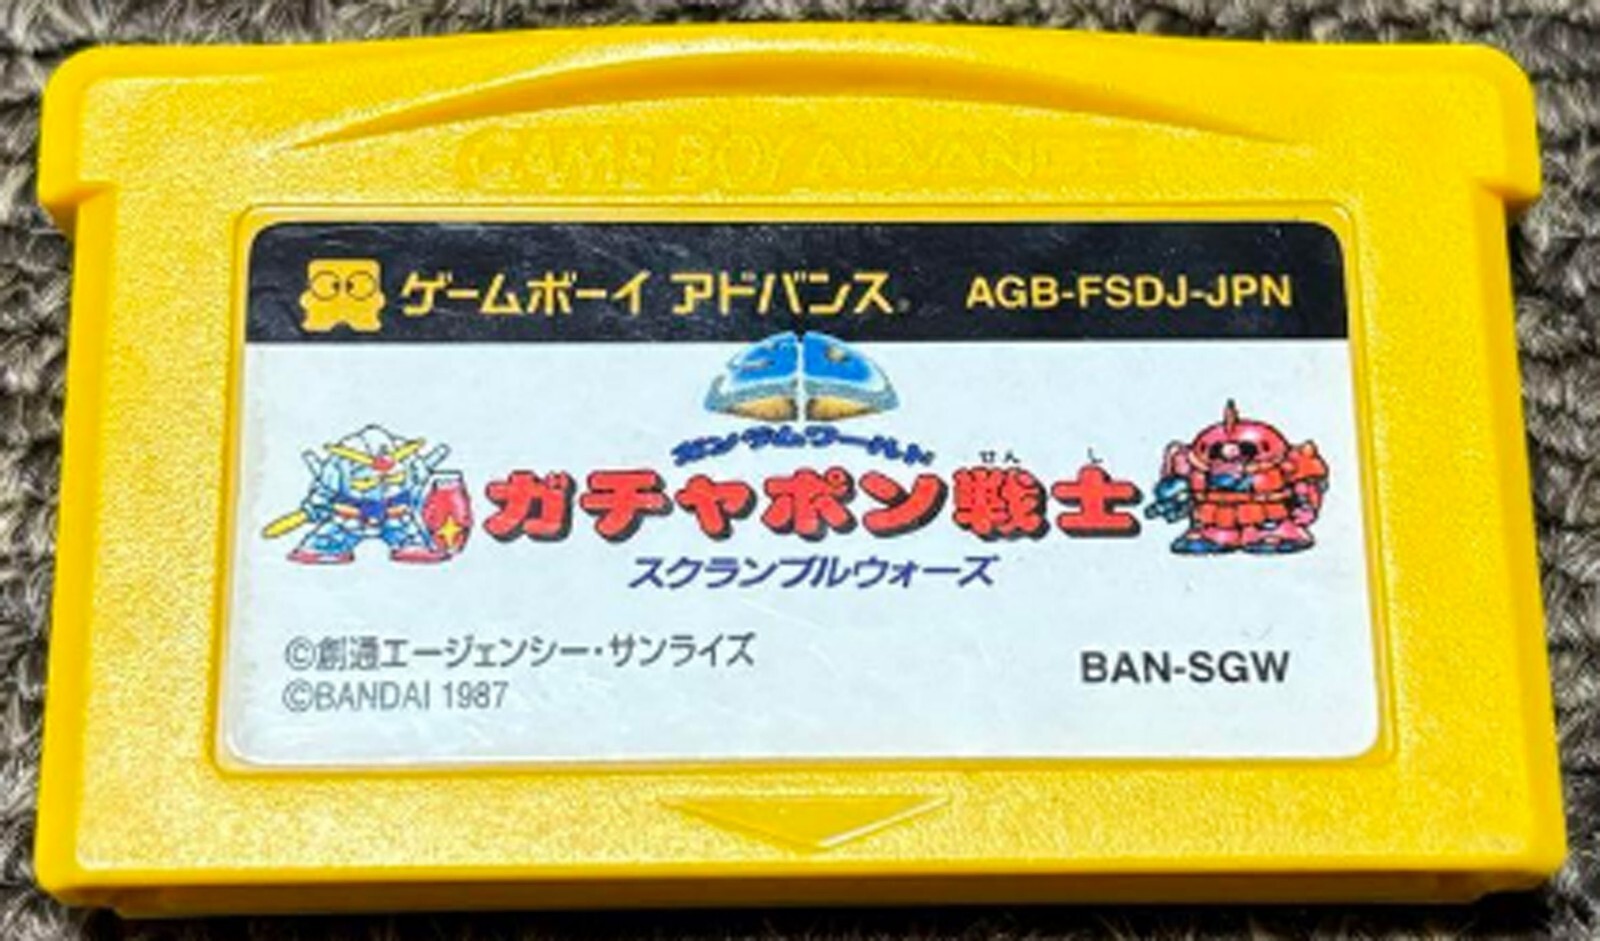 GAME BOY ADVANCE
ゲームボーイ アドバンス® AGB-FSDJ-JPN
ガンダムワールド
せん し
ガチャポン戦士
スクランブルウォーズ
©創通エージェンシー・サンライズ
©BANDAI 1987
BAN-SGW